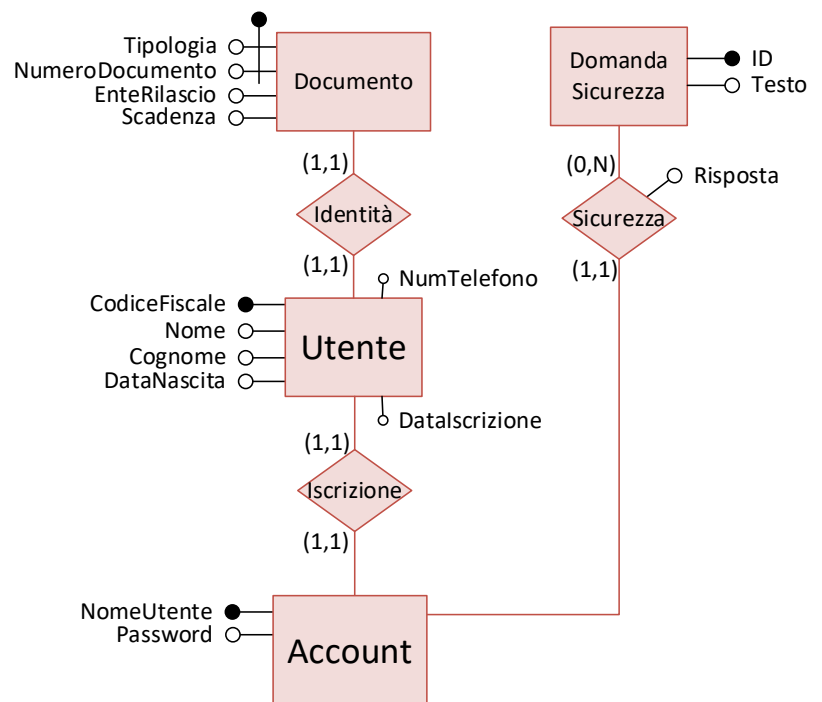 Tipologia
NumeroDocumento
EnteRilascio
Scadenza
Documento
Domanda
Sicurezza
ID
Testo
(1,1)
Identità
(1,1)
(0,N)
Risposta
Sicurezza
(1,1)
NumTelefono
CodiceFiscale
Nome
Cognome
DataNascita
Utente
DataIscrizione
(1,1)
Iscrizione
(1,1)
NomeUtente
Password
Account